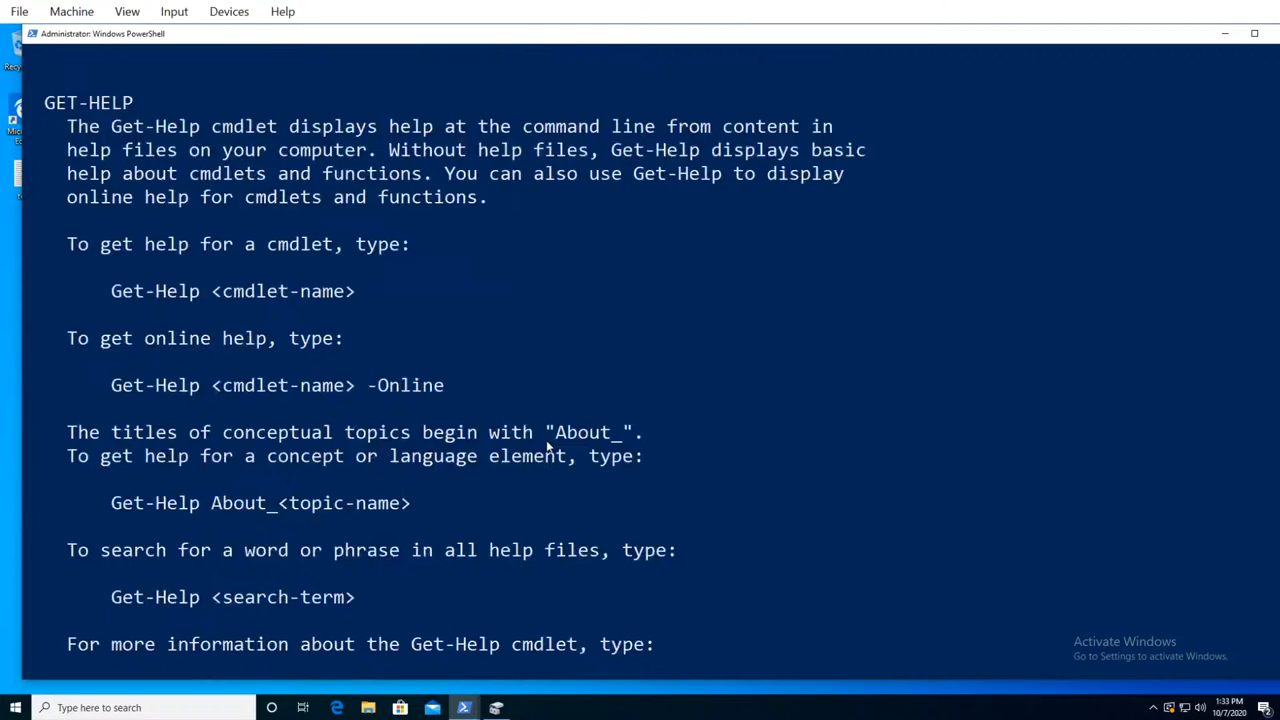 File Machine View Input Devices Help
Administrator: Windows PowerShell
GET-HELP
The Get-Help cmdlet displays help at the command line from content in
help files on your computer. Without help files, Get-Help displays basic
help about cmdlets and functions. You can also use Get-Help to display
online help for cmdlets and functions.
To get help for a cmdlet, type:
Get-Help <cmdlet-name>
To get online help, type:
Get-Help <cmdlet-name> -Online
The titles of conceptual topics begin with "About_".
To get help for a concept or language element, type:
Get-Help About_<topic-name>
To search for a word or phrase in all help files, type:
Get-Help <search-term>
For more information about the Get-Help cmdlet, type:
Activate Windows
Go to Settings to activate Windows.
Type here to search
1:33 PM
10/7/2020